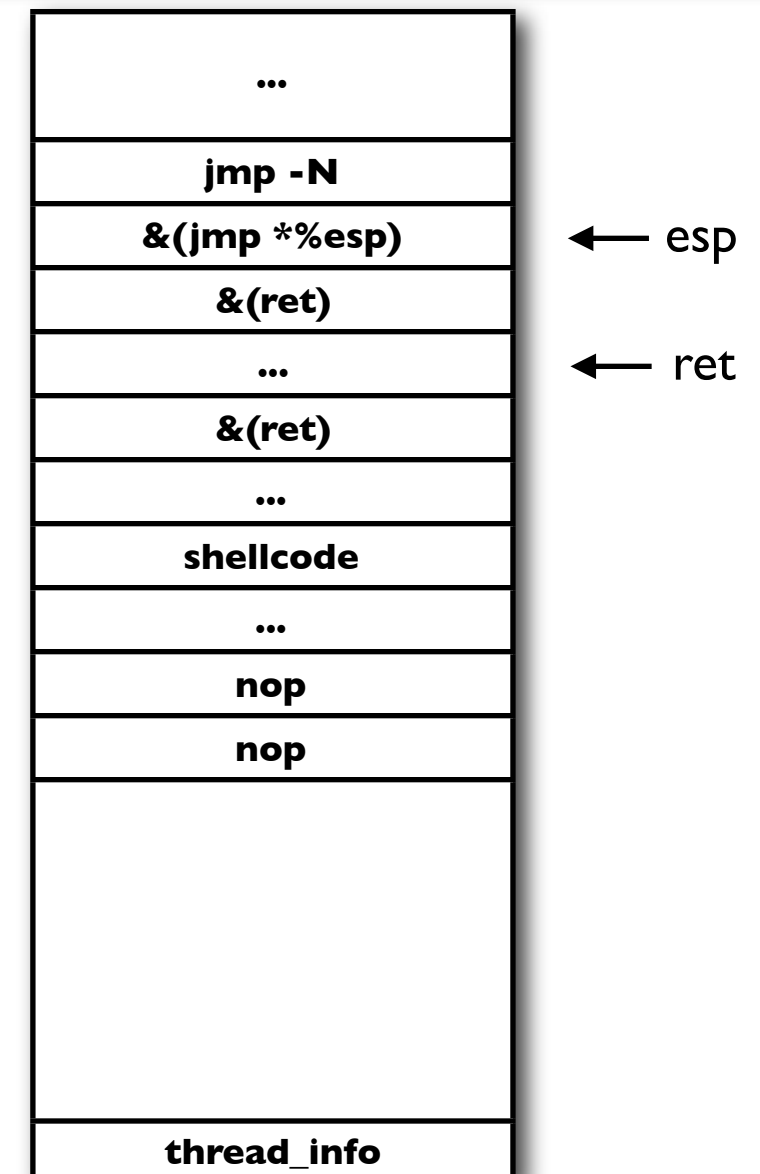 ...
jmp -N
&(jmp *%esp)
esp
&(ret)
...
ret
&(ret)
...
shellcode
...
nop
nop
thread_info